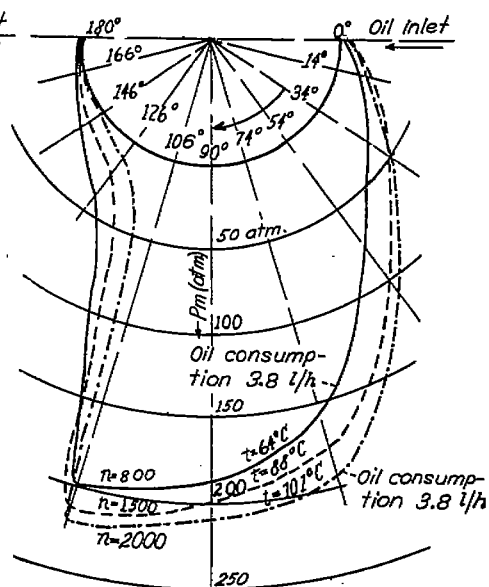 180°
0°
Oil Inlet
166°
14°
146°
34°
126°
54°
106°
74°
90°
50 atm.
Pm (atm)
100
Oil consump-
tion 3.8 l/h
150
t=64°C
t=88°C
n=800
200
t=101°C
Oil consump-
tion 3.8 l/h
n=1300
n=2000
250